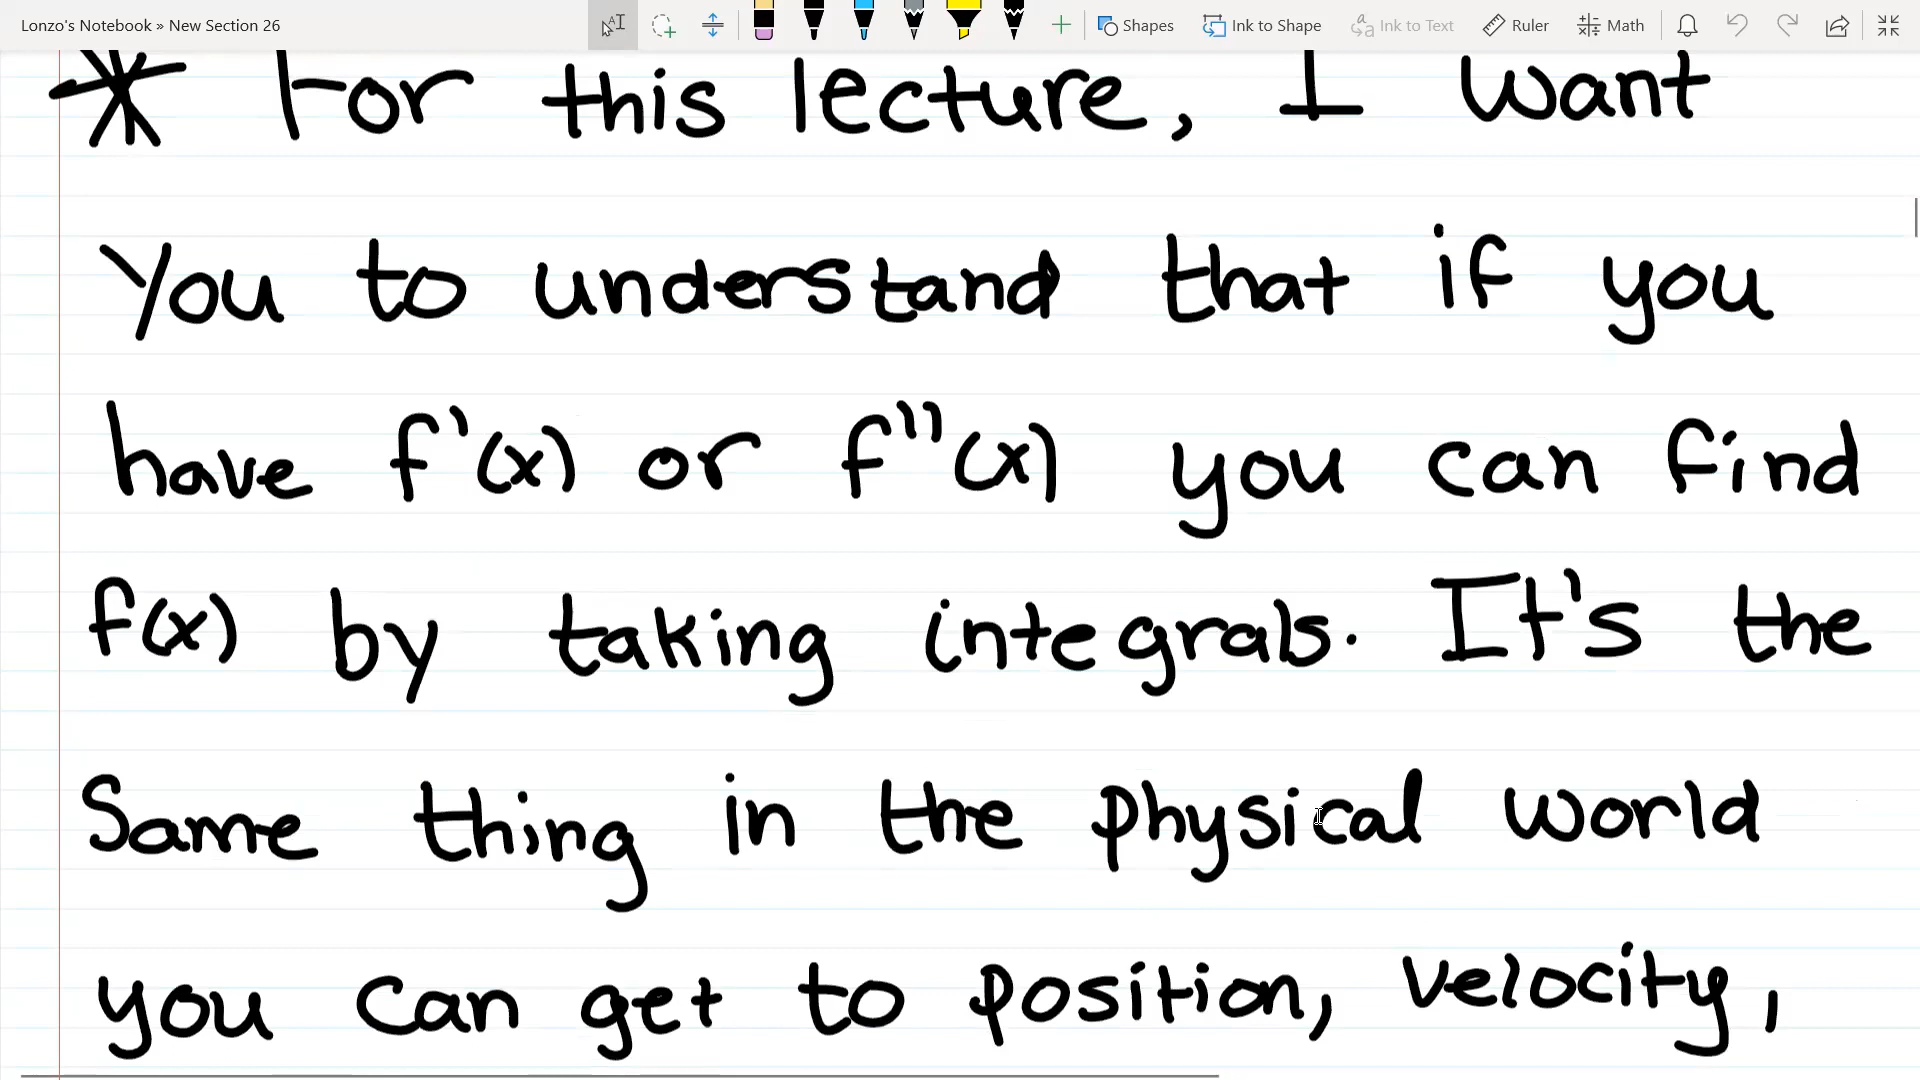 Lonzo's Notebook » New Section 26
Shapes Ink to Shape Ink to Text Ruler Math
* For this lecture, I want
You to understand that if you
have f'(x) or f''(x) you can find
f(x) by taking integrals. It's the
Same thing in the physical world
you can get to position, velocity,